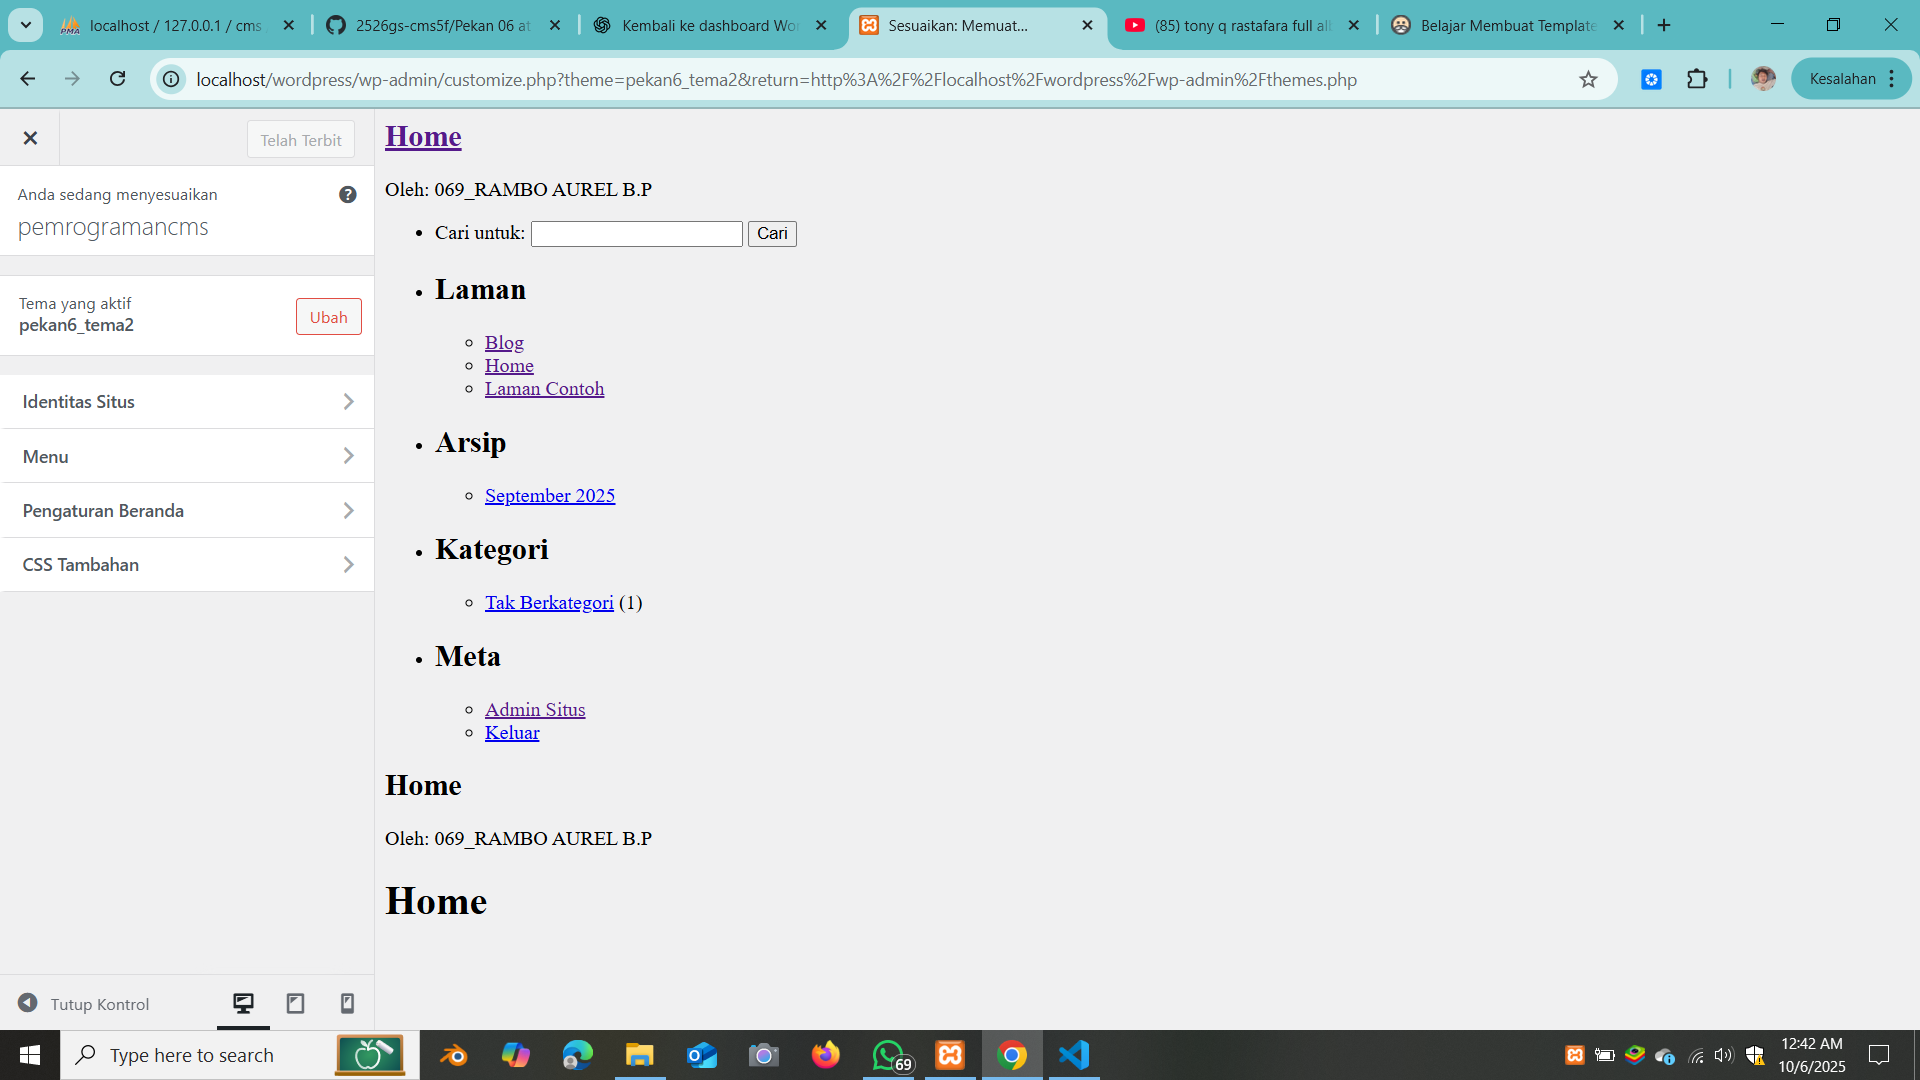 localhost / 127.0.0.1 / cms
2526gs-cms5f/Pekan 06 at
Kembali ke dashboard Wo
Sesuaikan: Memuat...
(85) tony q rastafara full al
Belajar Membuat Template
localhost/wordpress/wp-admin/customize.php?theme=pekan6_tema2&return=http%3A%2F%2Flocalhost%2Fwordpress%2Fwp-admin%2Fthemes.php
Kesalahan
Telah Terbit
Anda sedang menyesuaikan
pemrogramancms
Tema yang aktif
pekan6_tema2
Ubah
Identitas Situs
Menu
Pengaturan Beranda
CSS Tambahan
Tutup Kontrol
Home
Oleh: 069_RAMBO AUREL B.P
Cari untuk: Cari
Laman
Blog
Home
Laman Contoh
Arsip
September 2025
Kategori
Tak Berkategori (1)
Meta
Admin Situs
Keluar
Home
Oleh: 069_RAMBO AUREL B.P
Home
Type here to search
69
12:42 AM
10/6/2025